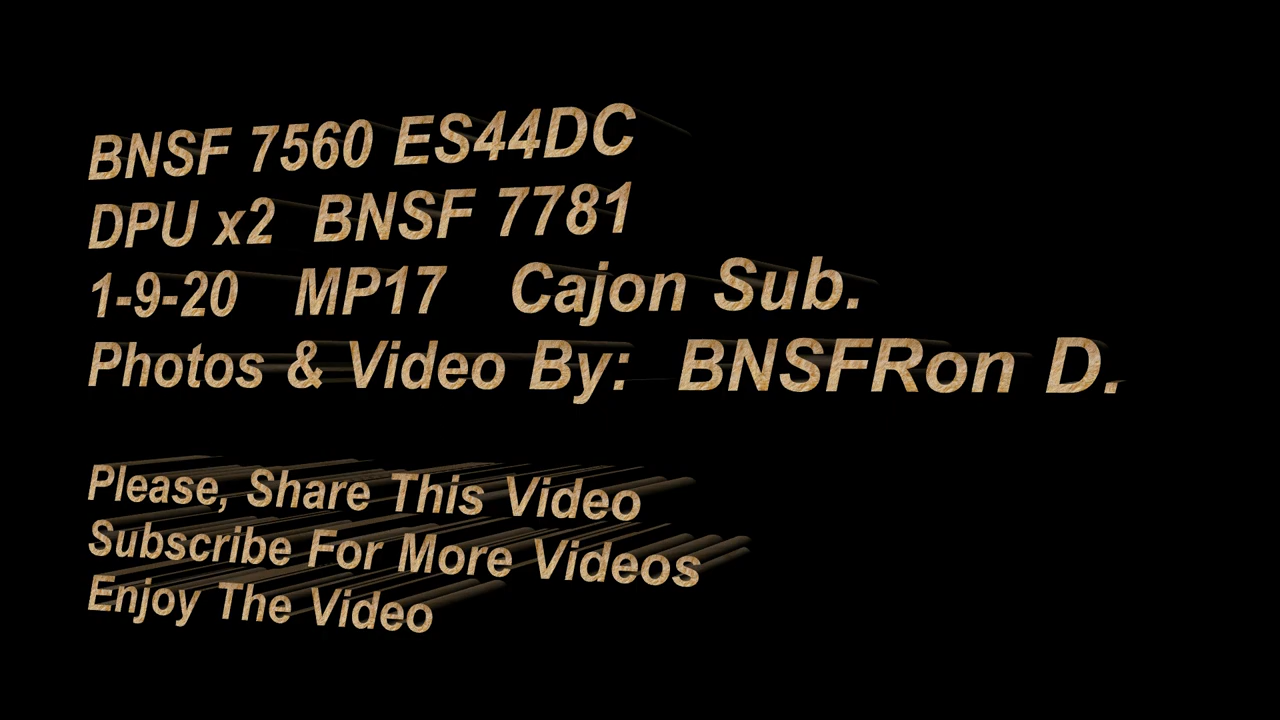 BNSF 7560 ES44DC
DPU x2 BNSF 7781
1-9-20 MP17 Cajon Sub.
Photos & Video By: BNSFRon D.
Please, Share This Video
Subscribe For More Videos
Enjoy The Video